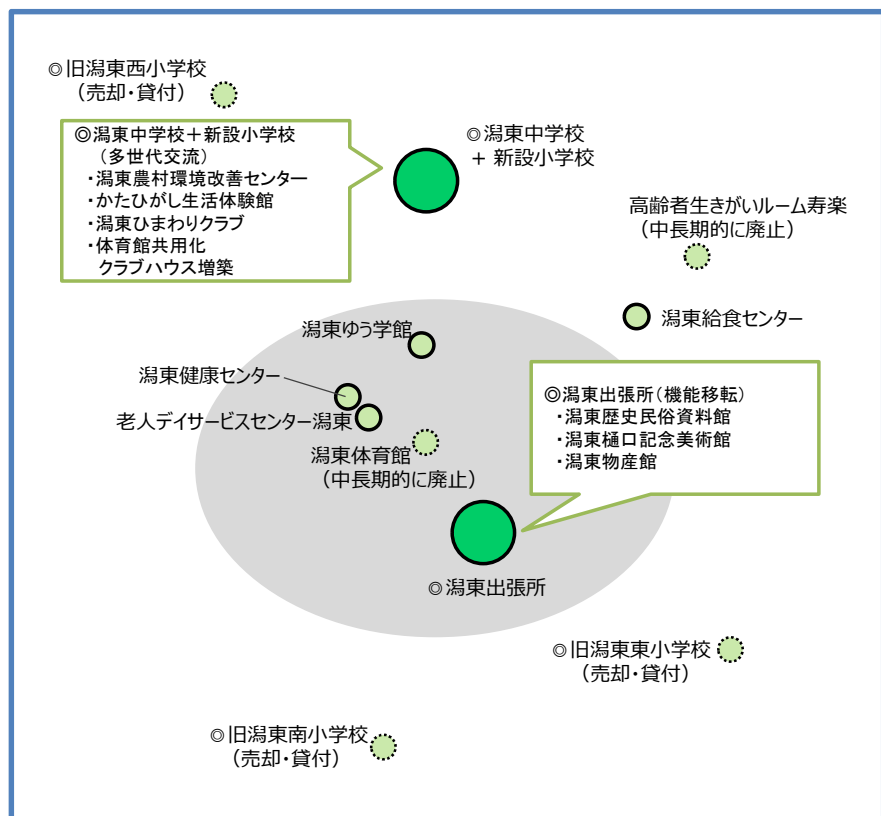 ◎旧潟東西小学校
（売却・貸付）
◎潟東中学校＋新設小学校
（多世代交流）
・潟東農村環境改善センター
・かたひがし生活体験館
・潟東ひまわりクラブ
・体育館共用化
クラブハウス増築
◎潟東中学校
＋ 新設小学校
高齢者生きがいルーム寿楽
（中長期的に廃止）
潟東給食センター
潟東ゆう学館
潟東健康センター
老人デイサービスセンター潟東
潟東体育館
（中長期的に廃止）
◎潟東出張所（機能移転）
・潟東歴史民俗資料館
・潟東樋口記念美術館
・潟東物産館
◎潟東出張所
◎旧潟東東小学校
（売却・貸付）
◎旧潟東南小学校
（売却・貸付）